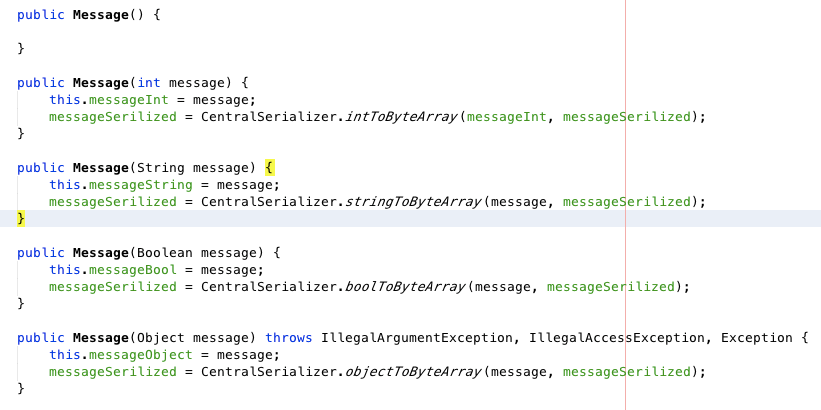 public Message() {
}
public Message(int message) {
this.messageInt = message;
messageSerilized = CentralSerializer.intToByteArray(messageInt, messageSerilized);
}
public Message(String message) {
this.messageString = message;
messageSerilized = CentralSerializer.stringToByteArray(message, messageSerilized);
}
public Message(Boolean message) {
this.messageBool = message;
messageSerilized = CentralSerializer.boolToByteArray(message, messageSerilized);
}
public Message(Object message) throws IllegalArgumentException, IllegalAccessException, Exception {
this.messageObject = message;
messageSerilized = CentralSerializer.objectToByteArray(message, messageSerilized);
}